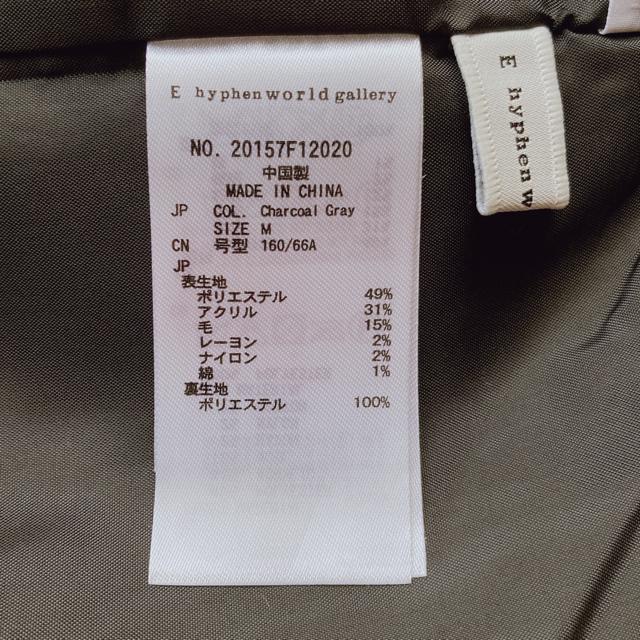 E hyphen world gallery
NO. 20157F12020
中国製
MADE IN CHINA
JP COL. Charcoal Gray
SIZE M
CN 号型 160/66A
JP
表生地
ポリエステル 49%
アクリル 31%
毛 15%
レーヨン 2%
ナイロン 2%
綿 1%
裏生地
ポリエステル 100%
E hyphen w